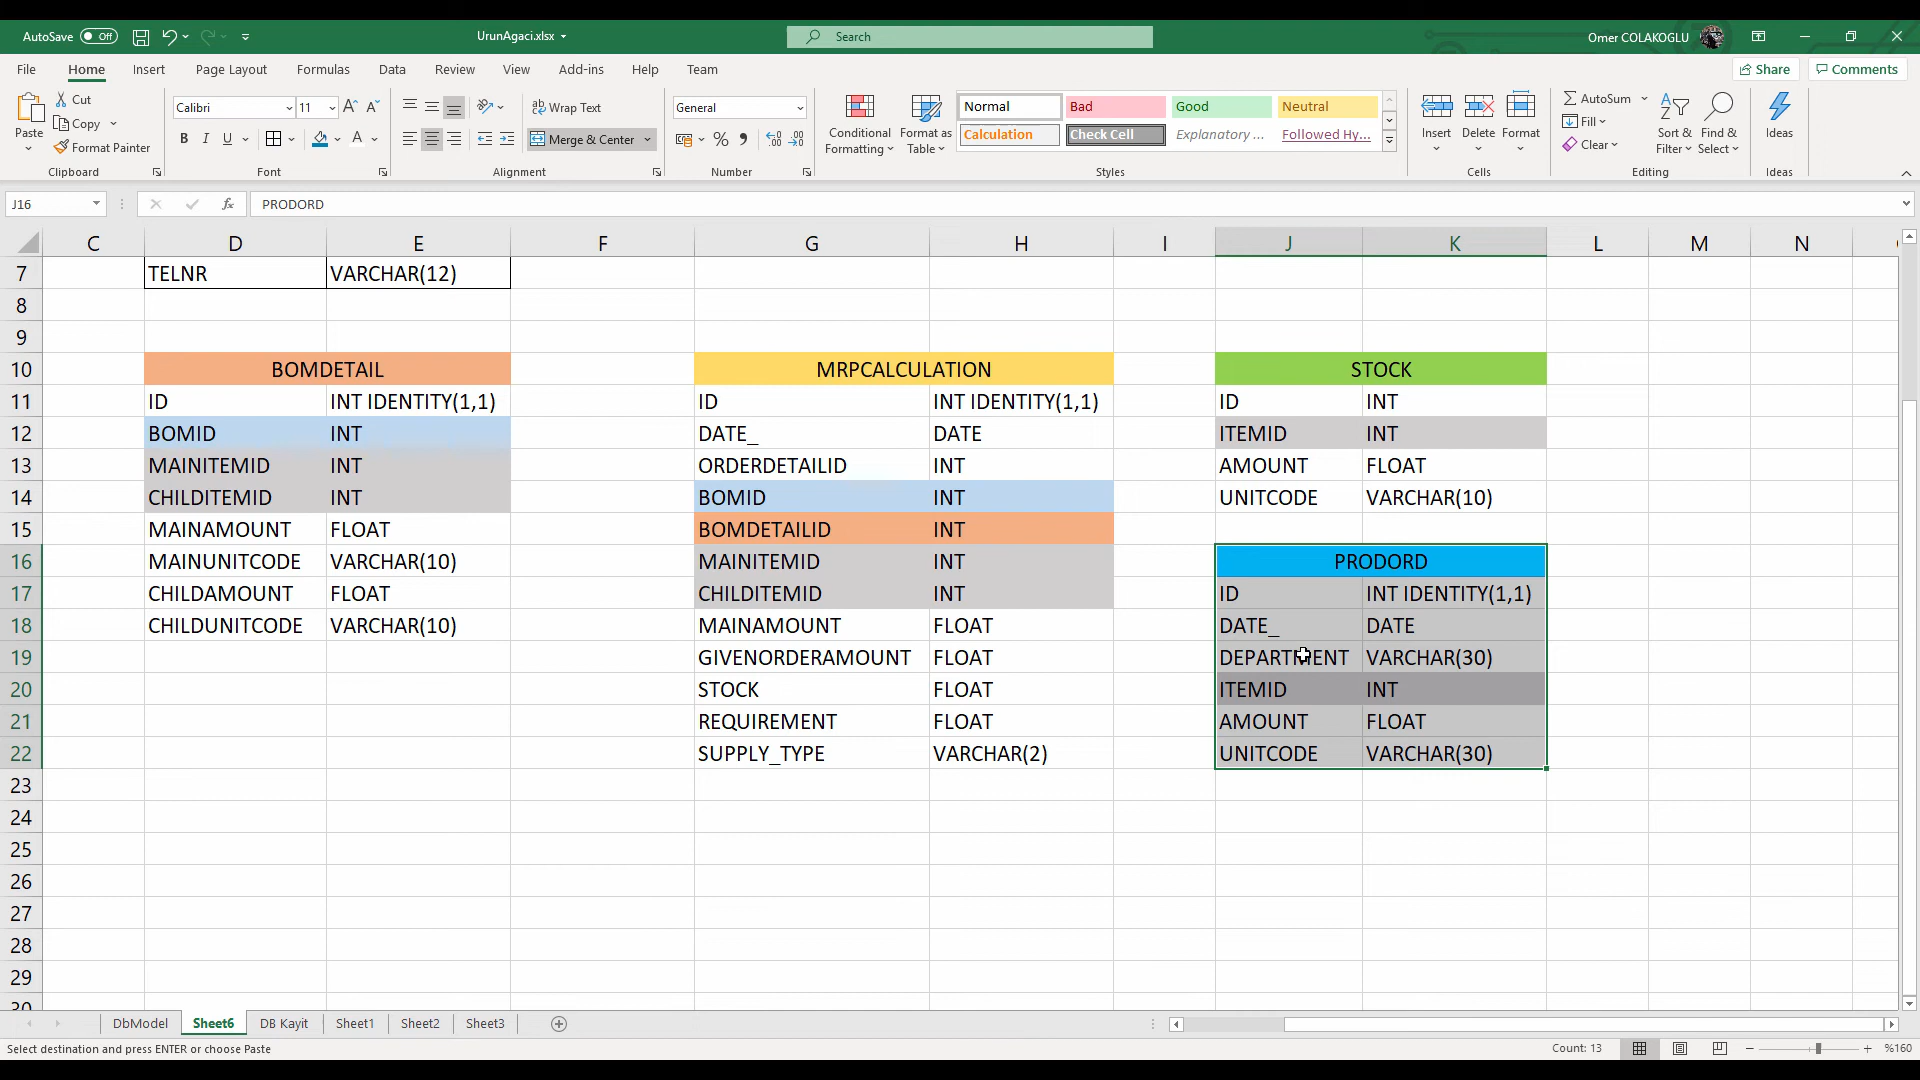 AutoSave Off UrunAgaci.xlsx Search Omer COLAKOGLU
File Home Insert Page Layout Formulas Data Review View Add-ins Help Team Share Comments
Paste Cut Copy Format Painter Clipboard
Calibri 11 B I U A Font
ab Wrap Text Merge & Center Alignment
General % Number
Conditional Formatting Format as Table
Normal Bad Good Neutral
Calculation Check Cell Explanatory ... Followed Hy...
Styles
Insert Delete Format Cells
AutoSum Fill Clear Sort & Filter Find & Select Editing
Ideas Ideas
J16 fx PRODORD
C D E F G H I J K L M N
7 TELNR VARCHAR(12)
8
9
10 BOMDETAIL MRPCALCULATION STOCK
11 ID INT IDENTITY(1,1) ID INT IDENTITY(1,1) ID INT
12 BOMID INT DATE_ DATE ITEMID INT
13 MAINITEMID INT ORDERDETAILID INT AMOUNT FLOAT
14 CHILDITEMID INT BOMID INT UNITCODE VARCHAR(10)
15 MAINAMOUNT FLOAT BOMDETAILID INT
16 MAINUNITCODE VARCHAR(10) MAINITEMID INT PRODORD
17 CHILDAMOUNT FLOAT CHILDITEMID INT ID INT IDENTITY(1,1)
18 CHILDUNITCODE VARCHAR(10) MAINAMOUNT FLOAT DATE_ DATE
19 GIVENORDERAMOUNT FLOAT DEPARTMENT VARCHAR(30)
20 STOCK FLOAT ITEMID INT
21 REQUIREMENT FLOAT AMOUNT FLOAT
22 SUPPLY_TYPE VARCHAR(2) UNITCODE VARCHAR(30)
23
24
25
26
27
28
29
30
DbModel Sheet6 DB Kayit Sheet1 Sheet2 Sheet3
Select destination and press ENTER or choose Paste Count: 13 %160